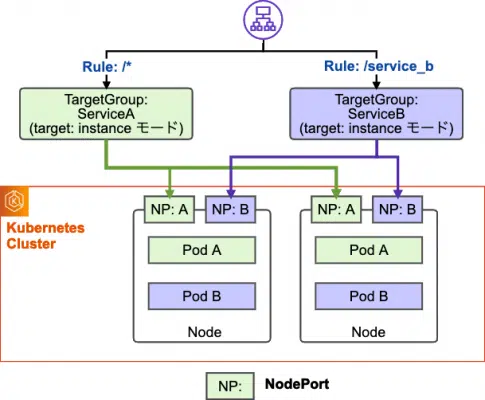 Rule: /*
Rule: /service_b
TargetGroup:
ServiceA
(target: instance モード)
TargetGroup:
ServiceB
(target: instance モード)
Kubernetes
Cluster
NP: A
NP: B
NP: A
NP: B
Pod A
Pod A
Pod B
Pod B
Node
Node
NP:
NodePort